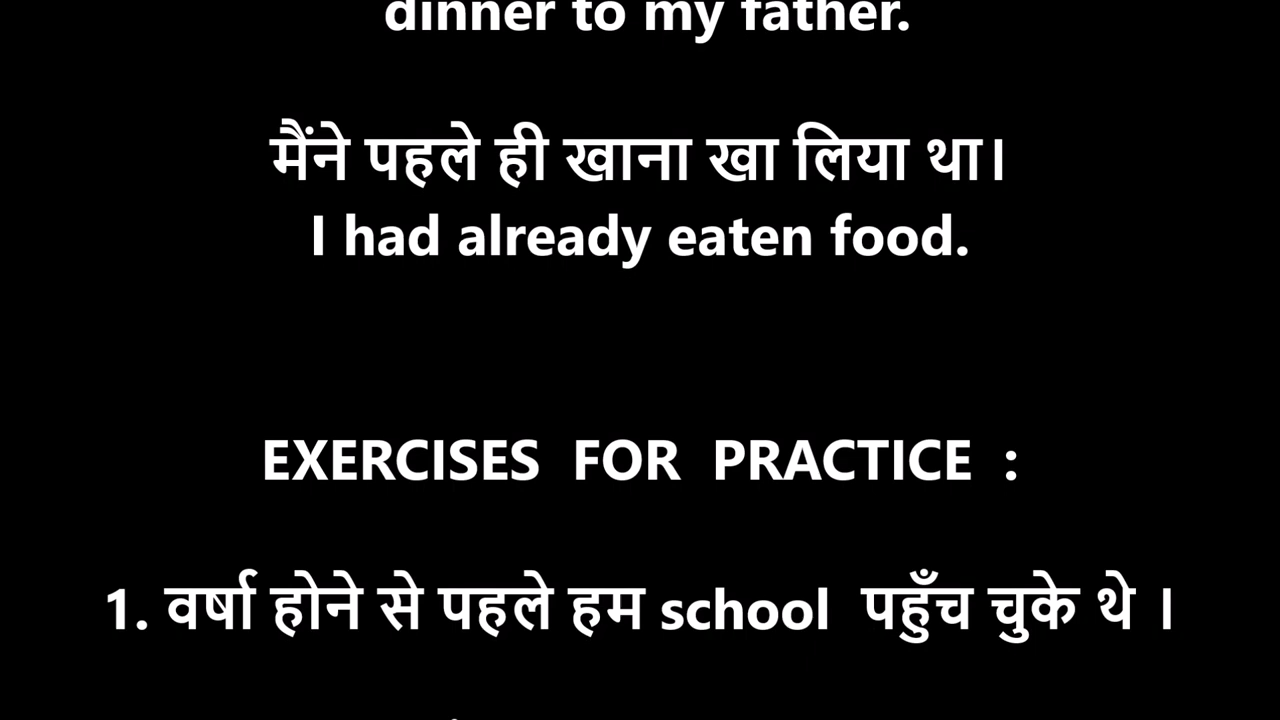 dinner to my father.
मैंने पहले ही खाना खा लिया था।
I had already eaten food.
EXERCISES FOR PRACTICE :
1. वर्षा होने से पहले हम school पहुँच चुके थे ।